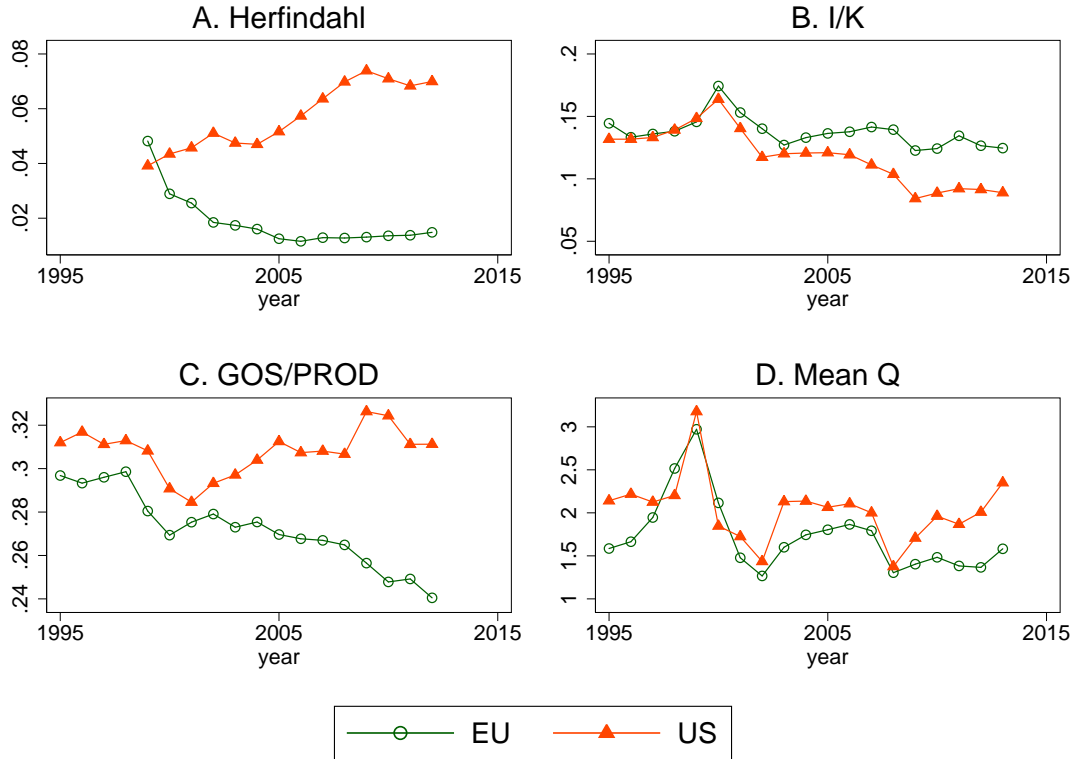 A. Herfindahl
.08
.06
.04
.02
1995 2005 2015
year
B. I/K
.2
.15
.1
.05
1995 2005 2015
year
C. GOS/PROD
.32
.3
.28
.26
.24
1995 2005 2015
year
D. Mean Q
3
2.5
2
1.5
1
1995 2005 2015
year
EU US